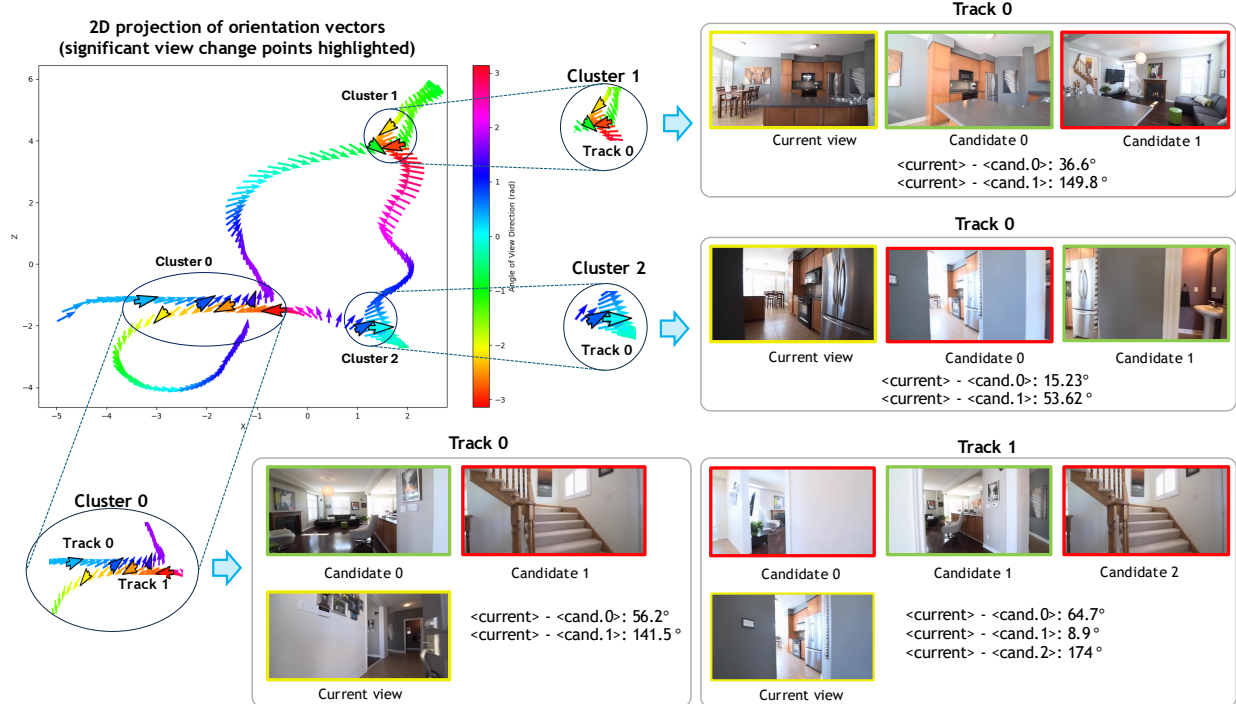 2D projection of orientation vectors
(significant view change points highlighted)
6
4
2
0
−2
−4
Z
−5
−4
−3
−2
−1
0
1
2
X
Cluster 1
Cluster 0
Cluster 2
3
2
1
0
−1
−2
−3
Angle of View Direction (rad)
Cluster 1
Track 0
Cluster 2
Track 0
Track 0
Current view
Candidate 0
Candidate 1
<current> - <cand.0>: 36.6°
<current> - <cand.1>: 149.8°
Track 0
Current view
Candidate 0
Candidate 1
<current> - <cand.0>: 15.23°
<current> - <cand.1>: 53.62°
Cluster 0
Track 0
Track 1
Track 0
Candidate 0
Candidate 1
<current> - <cand.0>: 56.2°
<current> - <cand.1>: 141.5°
Current view
Track 1
Candidate 0
Candidate 1
Candidate 2
<current> - <cand.0>: 64.7°
<current> - <cand.1>: 8.9°
<current> - <cand.2>: 174°
Current view